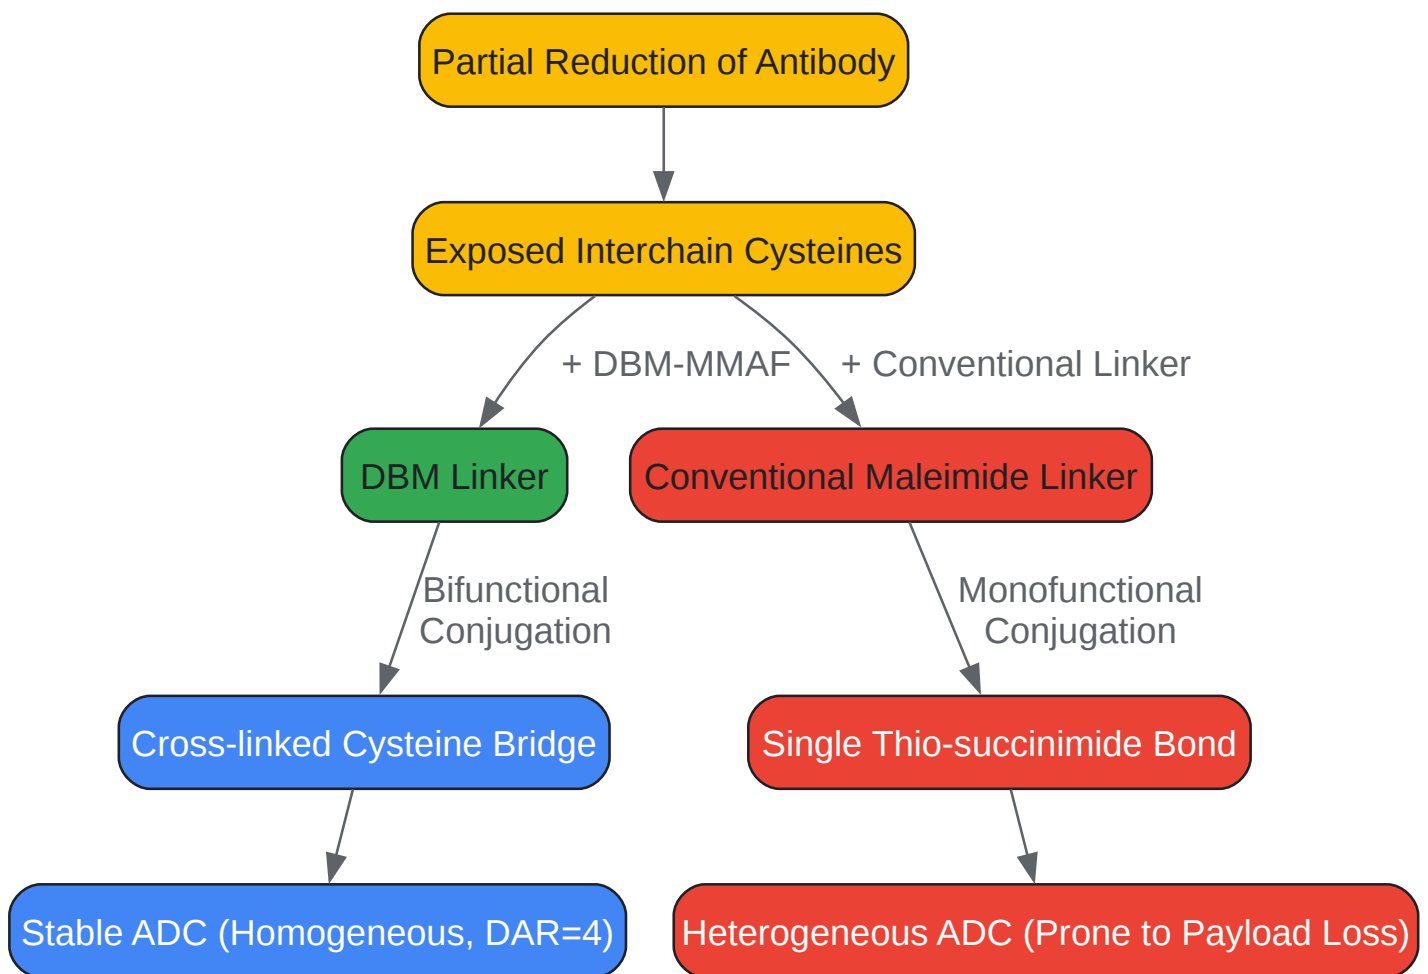 Partial Reduction of Antibody
Exposed Interchain Cysteines
+ DBM-MMAF
+ Conventional Linker
DBM Linker
Conventional Maleimide Linker
Bifunctional
Conjugation
Monofunctional
Conjugation
Cross-linked Cysteine Bridge
Single Thio-succinimide Bond
Stable ADC (Homogeneous, DAR=4)
Heterogeneous ADC (Prone to Payload Loss)